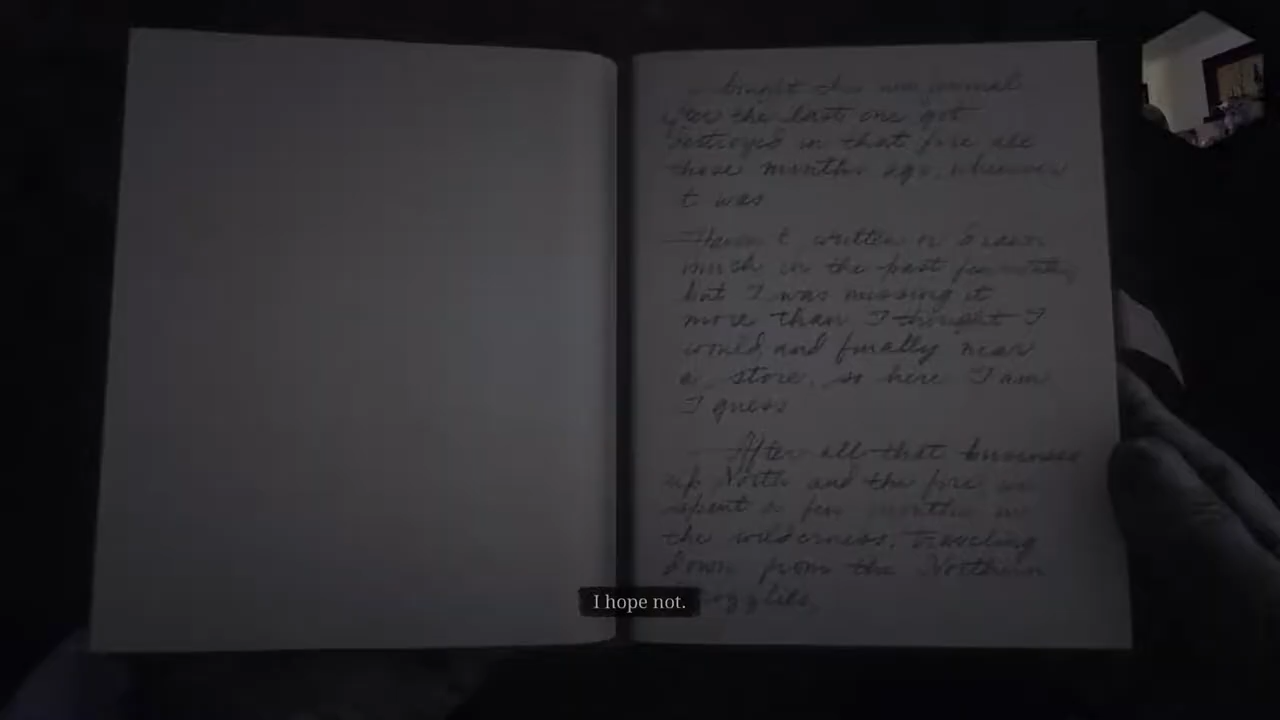 bought this new journal
after the last one got
destroyed in that fire all
those months ago, wherever
it was
Haven't written or drawn
much in the past few months
but I was missing it
more than I thought I
would, and finally near
a store, so here I am
I guess
After all that business
up North and the fire, we
spent a few months in
the wilderness, traveling
down from the Northern
I hope not.